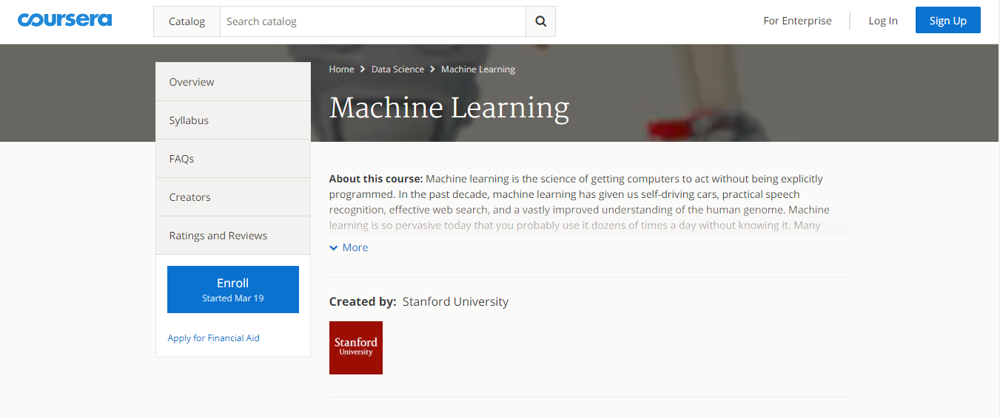 coursera
Catalog
Search catalog
For Enterprise
Log In
Sign Up
Overview
Syllabus
FAQs
Creators
Ratings and Reviews
Enroll
Started Mar 19
Apply for Financial Aid
Home > Data Science > Machine Learning
Machine Learning
About this course: Machine learning is the science of getting computers to act without being explicitly
programmed. In the past decade, machine learning has given us self-driving cars, practical speech
recognition, effective web search, and a vastly improved understanding of the human genome. Machine
learning is so pervasive today that you probably use it dozens of times a day without knowing it. Many
More
Created by: Stanford University
Stanford
University